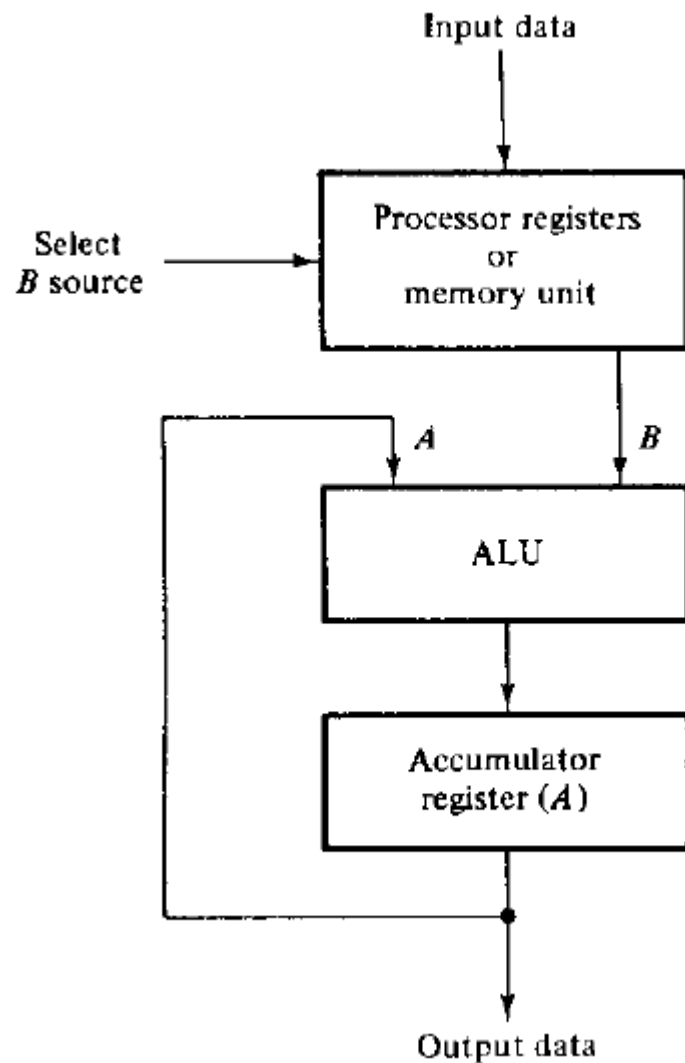 Input data
Processor registers
or
memory unit
Select
B source
A
B
ALU
Accumulator
register (A)
Output data